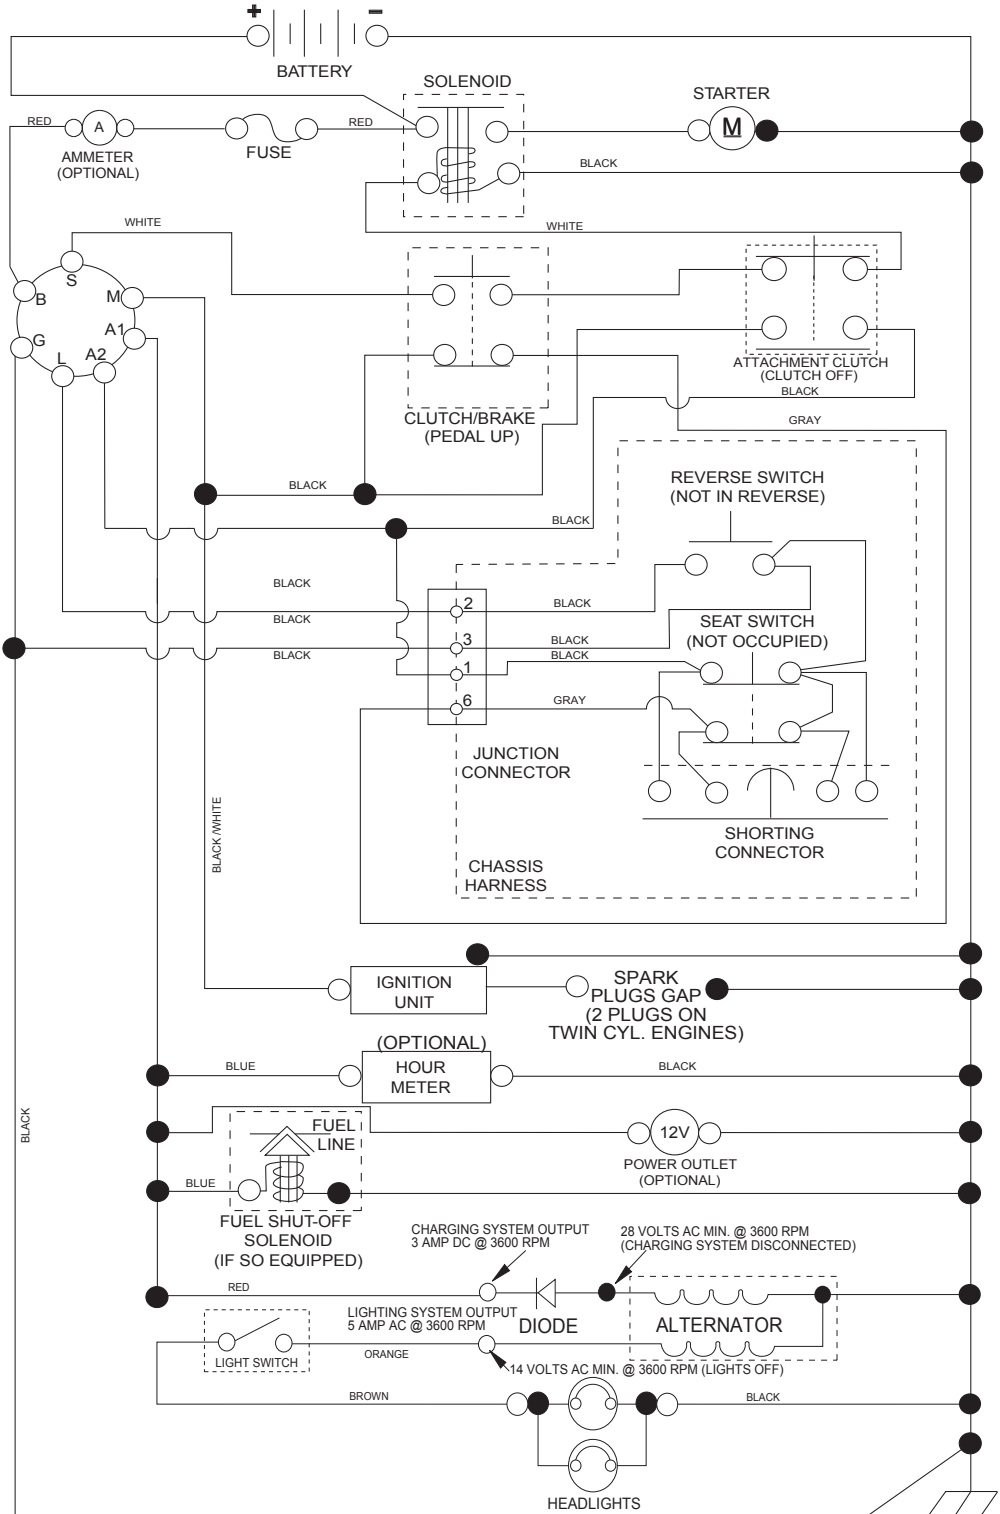 + -
BATTERY
SOLENOID
STARTER
RED
A
RED
M
FUSE
AMMETER
(OPTIONAL)
BLACK
WHITE
WHITE
S
B
M
G
A1
L
A2
ATTACHMENT CLUTCH
(CLUTCH OFF)
BLACK
CLUTCH/BRAKE
(PEDAL UP)
GRAY
REVERSE SWITCH
(NOT IN REVERSE)
BLACK
BLACK
BLACK
2
BLACK
BLACK
SEAT SWITCH
(NOT OCCUPIED)
3
BLACK
BLACK
BLACK
1
6
GRAY
JUNCTION
CONNECTOR
BLACK /WHITE
SHORTING
CONNECTOR
CHASSIS
HARNESS
IGNITION
UNIT
SPARK
PLUGS GAP
(2 PLUGS ON
TWIN CYL. ENGINES)
(OPTIONAL)
HOUR
METER
BLUE
BLACK
BLACK
FUEL
LINE
12V
POWER OUTLET
(OPTIONAL)
BLUE
FUEL SHUT-OFF
SOLENOID
(IF SO EQUIPPED)
CHARGING SYSTEM OUTPUT
3 AMP DC @ 3600 RPM
28 VOLTS AC MIN. @ 3600 RPM
(CHARGING SYSTEM DISCONNECTED)
RED
LIGHTING SYSTEM OUTPUT
5 AMP AC @ 3600 RPM
DIODE
ALTERNATOR
LIGHT SWITCH
ORANGE
14 VOLTS AC MIN. @ 3600 RPM (LIGHTS OFF)
BROWN
BLACK
HEADLIGHTS